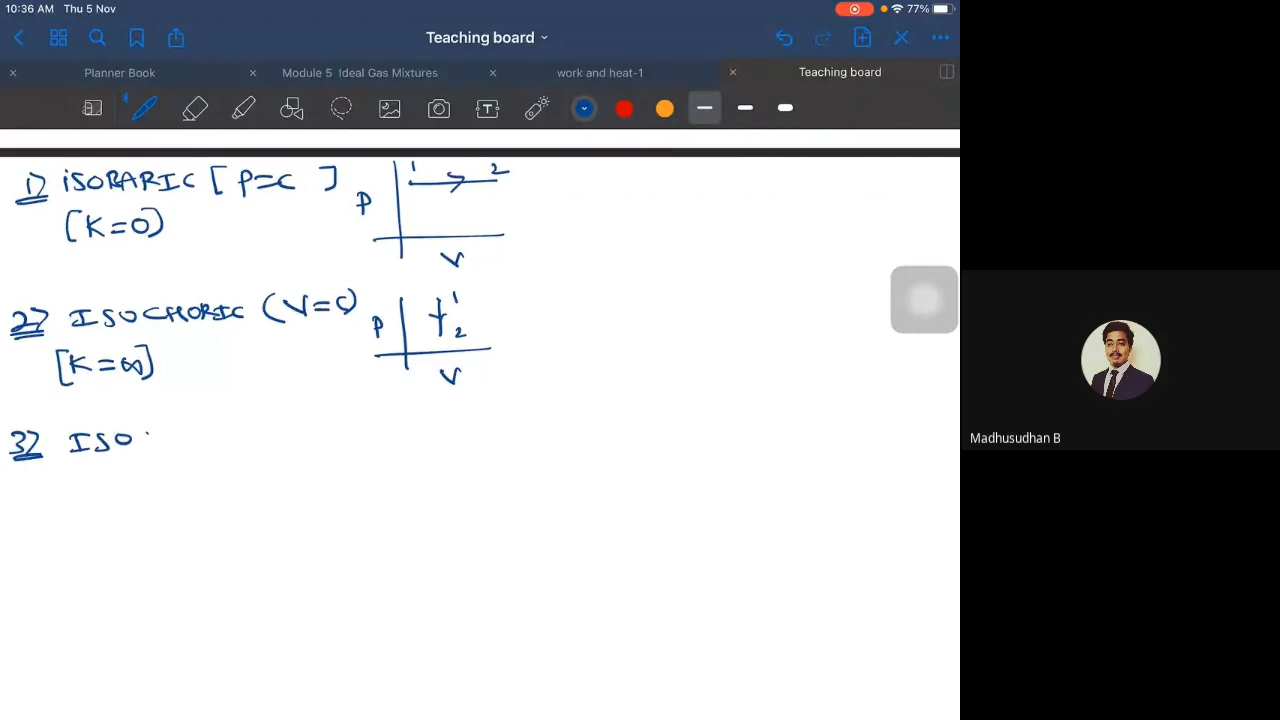 10:36 AM Thu 5 Nov 77%
Teaching board
Planner Book Module 5 Ideal Gas Mixtures work and heat-1 Teaching board
T
1> ISOBARIC [ P=C ] 1 2
[K=0] P
V
2> ISOCHORIC (V=C) 1
[K=∞] P 2
V
3> ISO
Madhusudhan B